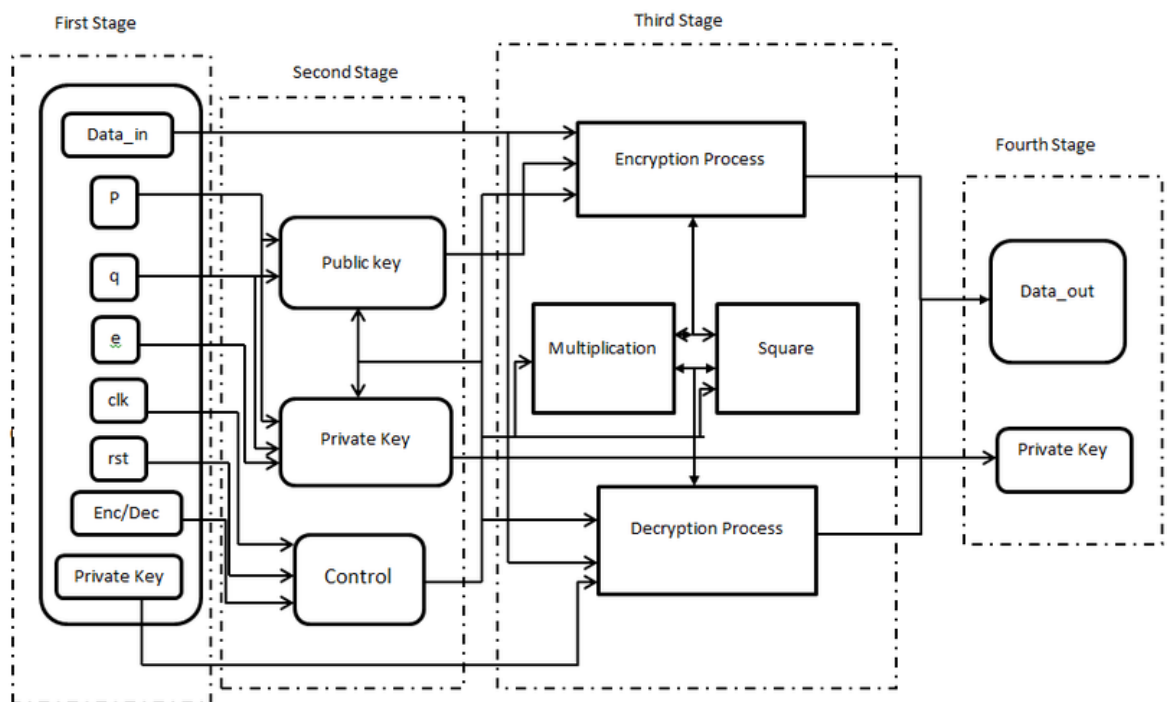 First Stage
Data_in
P
q
e
clk
rst
Enc/Dec
Private Key
Second Stage
Public key
Private Key
Control
Third Stage
Encryption Process
Multiplication
Square
Decryption Process
Fourth Stage
Data_out
Private Key